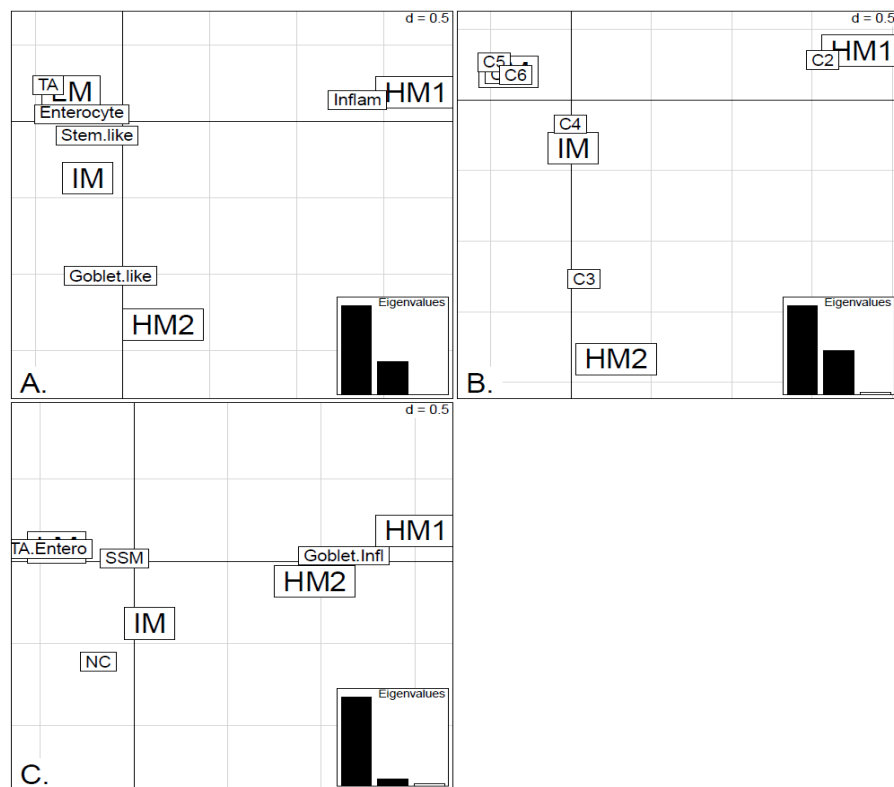 d = 0.5
TA
LM
Enterocyte
Stem.like
IM
Inflam
HM1
Goblet.like
HM2
Eigenvalues
A.
d = 0.5
C5
C6
C2
HM1
C4
IM
C3
HM2
Eigenvalues
B.
d = 0.5
TA.Entero
SSM
Goblet.Infl
HM1
HM2
IM
NC
Eigenvalues
C.